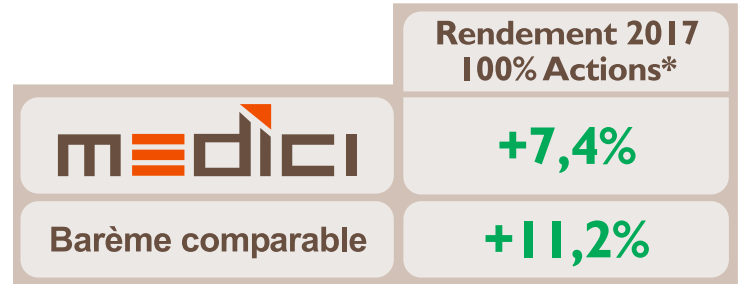 Rendement 2017
100% Actions*
medici
+7,4%
Barème comparable
+11,2%